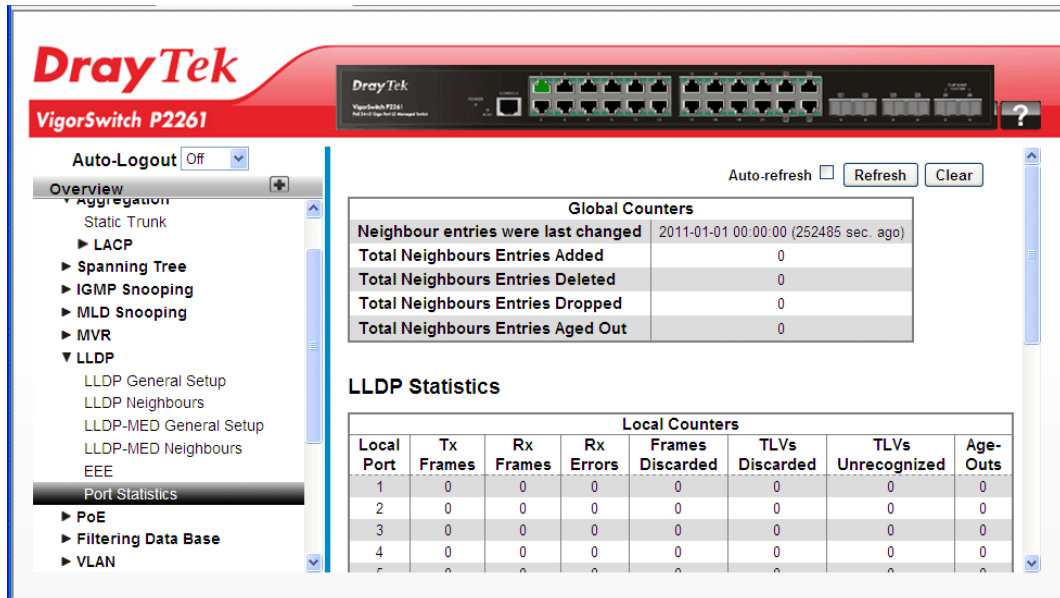 DrayTek
VigorSwitch P2261
DrayTek
VigorSwitch P2261
?
Auto-Logout Off
Overview
Aggregation
Static Trunk
LACP
Spanning Tree
IGMP Snooping
MLD Snooping
MVR
LLDP
LLDP General Setup
LLDP Neighbours
LLDP-MED General Setup
LLDP-MED Neighbours
EEE
Port Statistics
PoE
Filtering Data Base
VLAN
Auto-refresh Refresh Clear
Global Counters
Neighbour entries were last changed 2011-01-01 00:00:00 (252485 sec. ago)
Total Neighbours Entries Added 0
Total Neighbours Entries Deleted 0
Total Neighbours Entries Dropped 0
Total Neighbours Entries Aged Out 0
LLDP Statistics
Local Counters
Local Port Tx Frames Rx Frames Rx Errors Frames Discarded TLVs Discarded TLVs Unrecognized Age-Outs
1 0 0 0 0 0 0 0
2 0 0 0 0 0 0 0
3 0 0 0 0 0 0 0
4 0 0 0 0 0 0 0